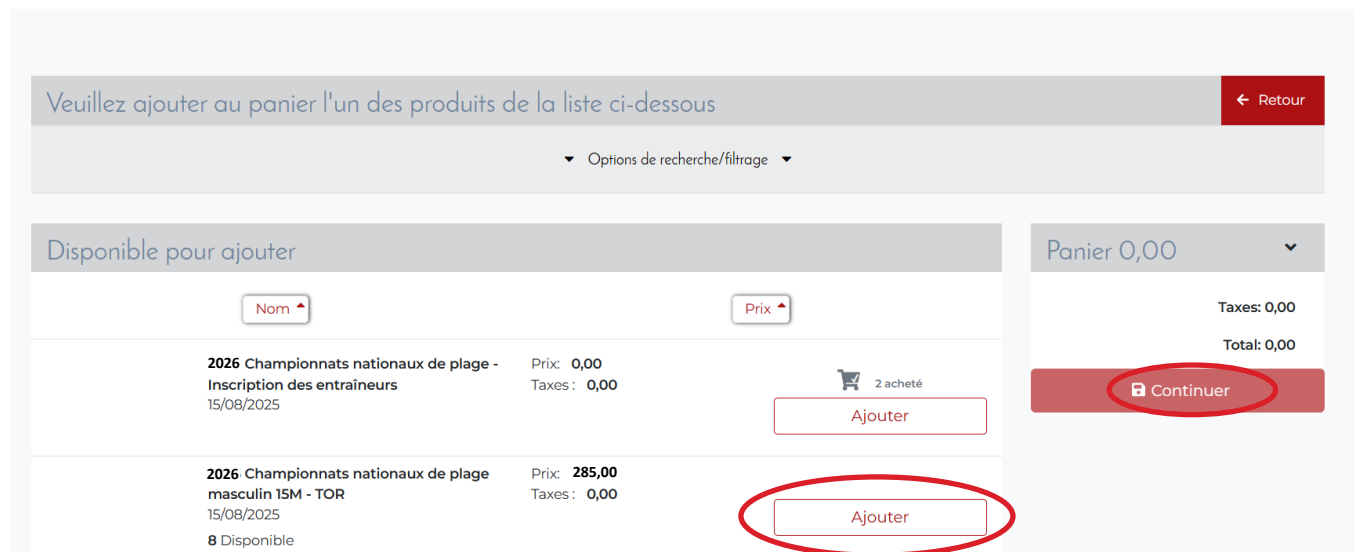 Veuillez ajouter au panier l'un des produits de la liste ci-dessous
Retour
Options de recherche/filtrage
Disponible pour ajouter
Nom
Prix
2026 Championnats nationaux de plage -
Inscription des entraîneurs
15/08/2025
Prix: 0,00
Taxes : 0,00
2 acheté
Ajouter
2026 Championnats nationaux de plage
masculin 15M - TOR
15/08/2025
8 Disponible
Prix: 285,00
Taxes : 0,00
Ajouter
Panier 0,00
Taxes: 0,00
Total: 0,00
Continuer